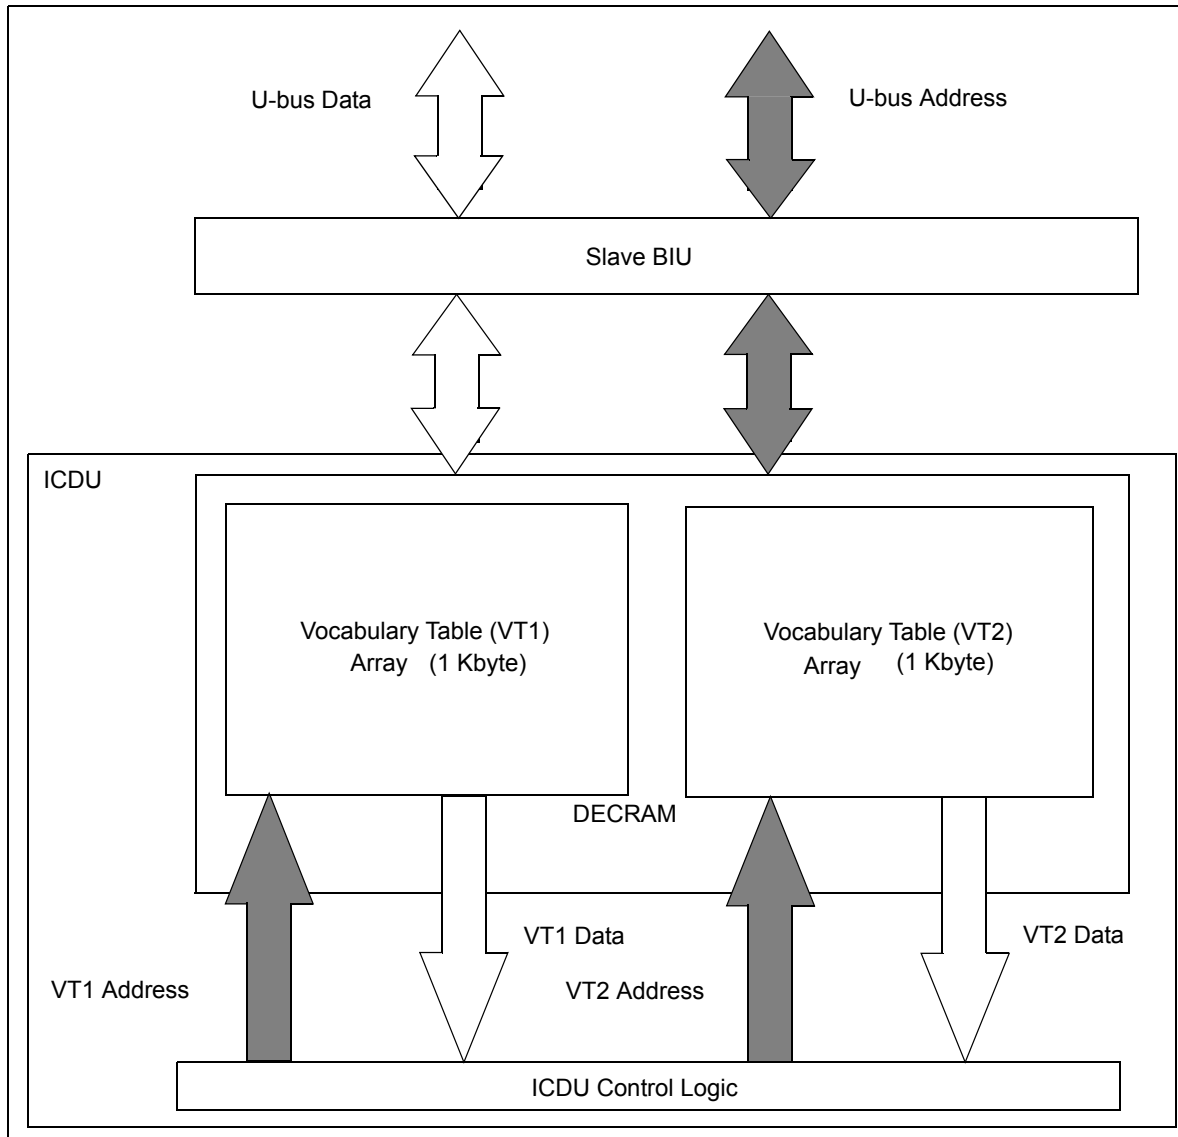 U-bus Data
U-bus Address
Slave BIU
ICDU
Vocabulary Table (VT1)
Array (1 Kbyte)
Vocabulary Table (VT2)
Array (1 Kbyte)
DECRAM
VT1 Data
VT2 Data
VT1 Address
VT2 Address
ICDU Control Logic